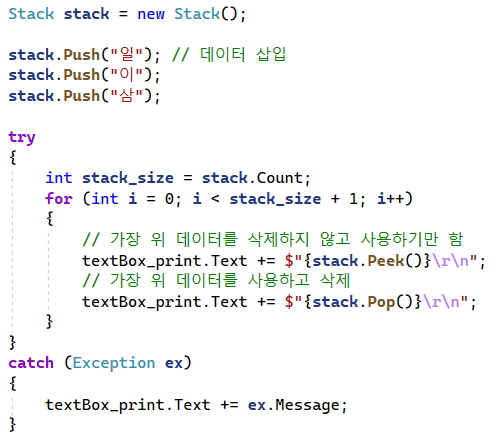 Stack stack = new Stack();

stack.Push("일"); // 데이터 삽입
stack.Push("이");
stack.Push("삼");

try
{
    int stack_size = stack.Count;
    for (int i = 0; i < stack_size + 1; i++)
    {
        // 가장 위 데이터를 삭제하지 않고 사용하기만 함
        textBox_print.Text += $"{stack.Peek()}\r\n";
        // 가장 위 데이터를 사용하고 삭제
        textBox_print.Text += $"{stack.Pop()}\r\n";
    }
}
catch (Exception ex)
{
    textBox_print.Text += ex.Message;
}